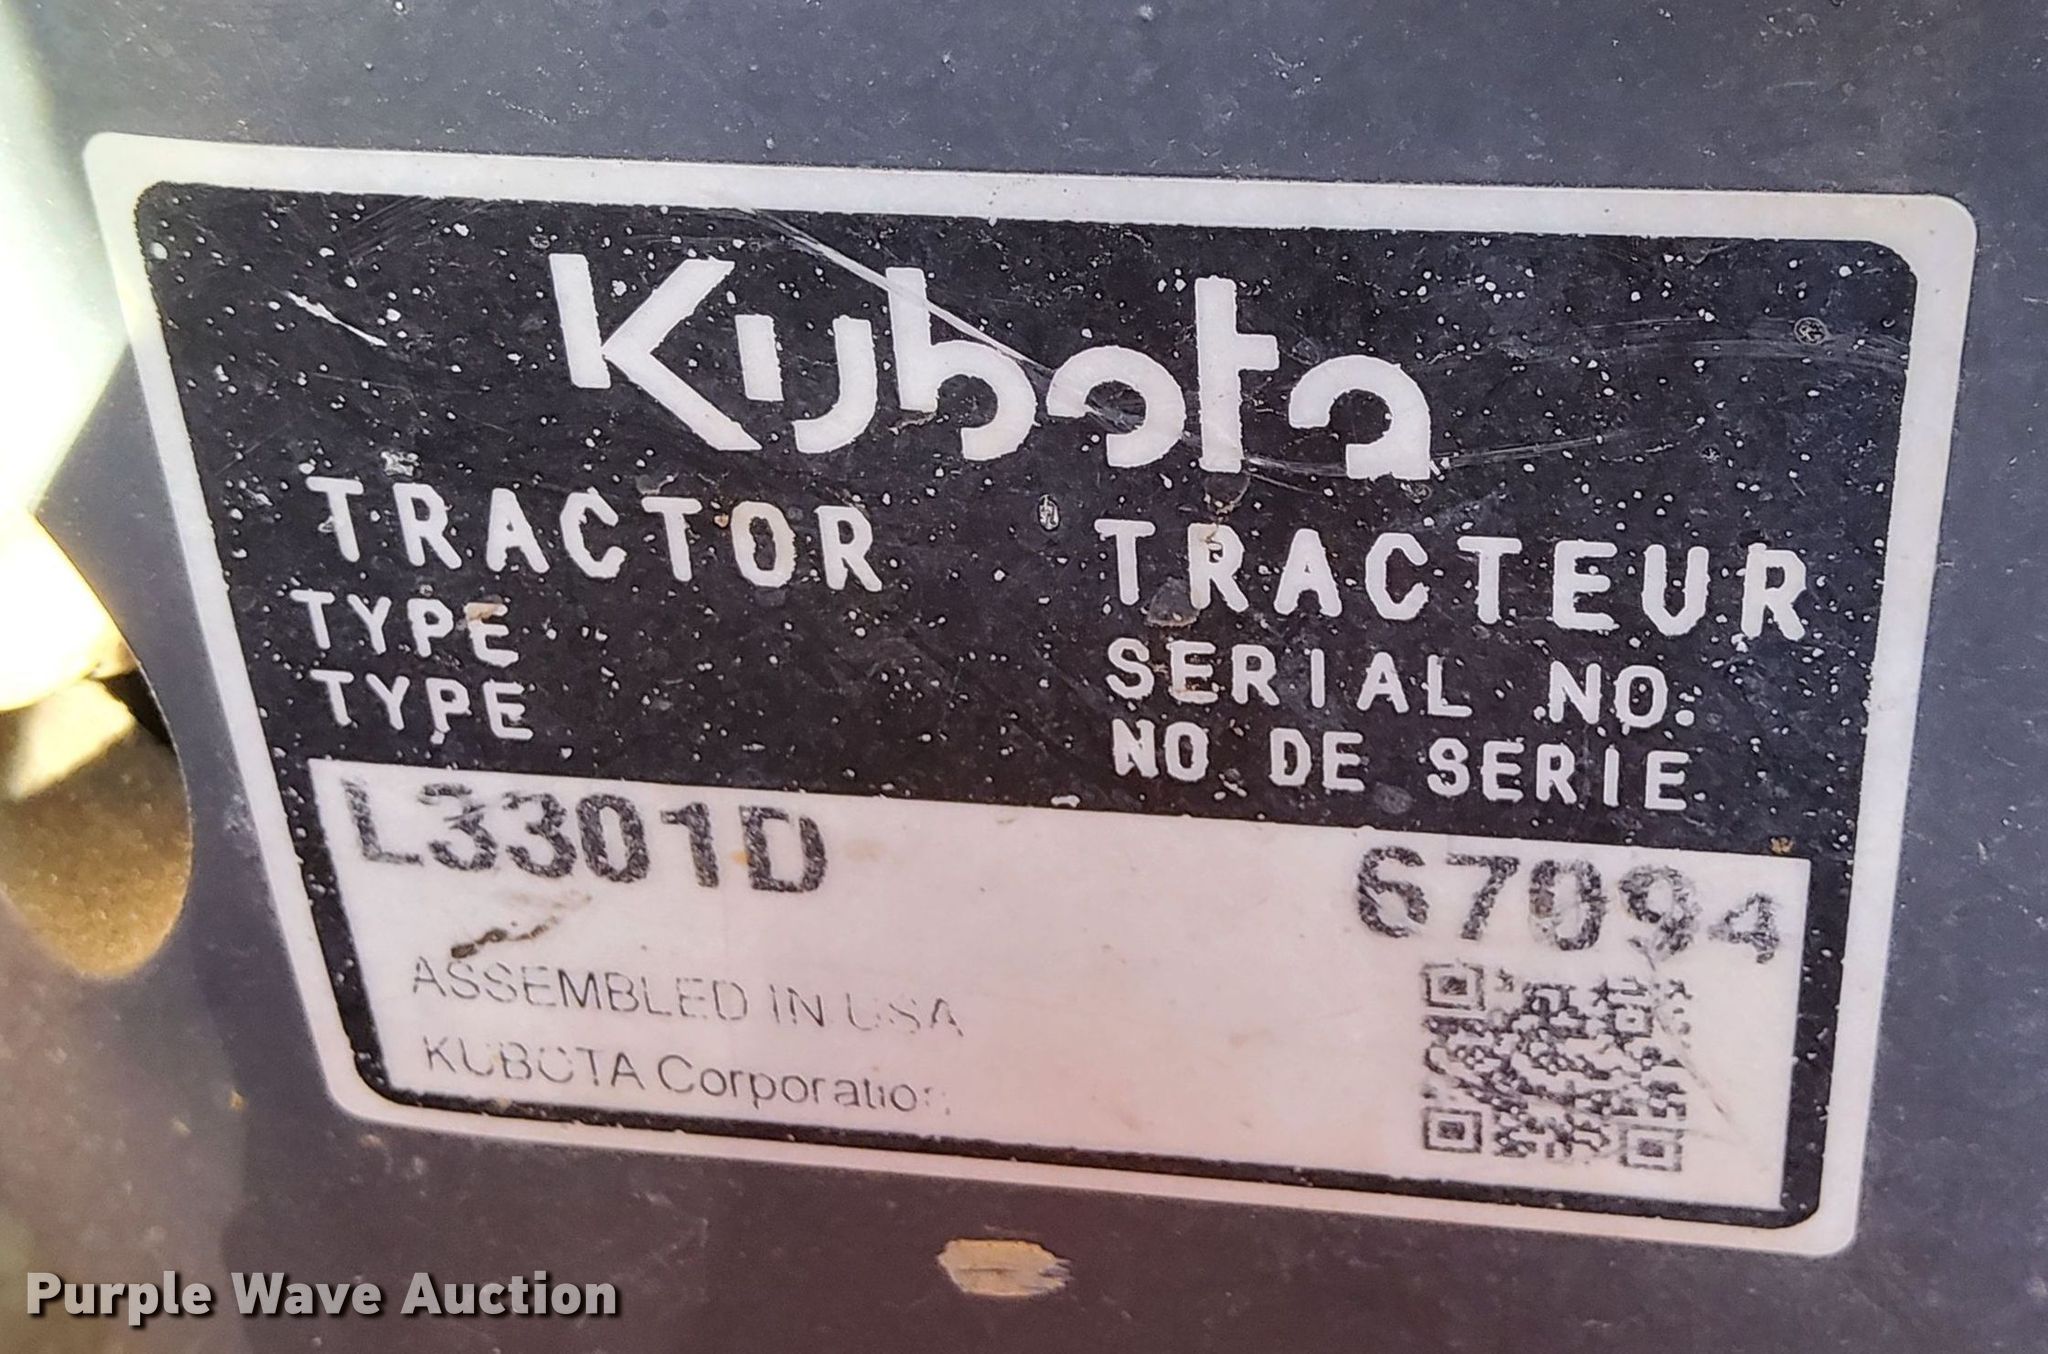 Kubota
TRACTOR TRACTEUR
TYPE SERIAL NO.
TYPE NO DE SERIE
L3301D 67094
ASSEMBLED IN USA
KUBOTA Corporation
Purple Wave Auction